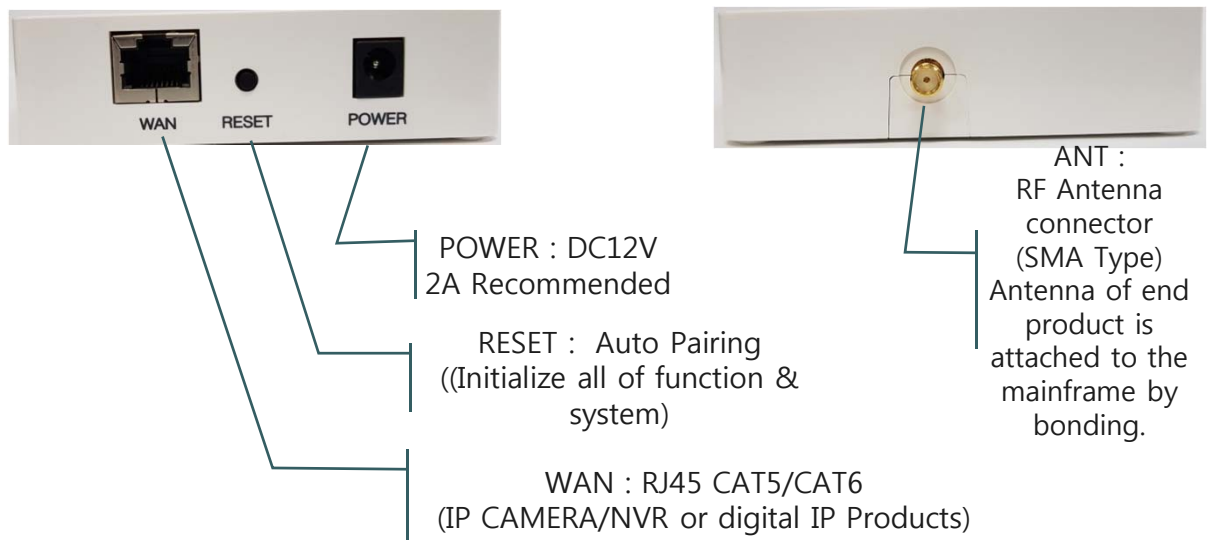 WAN RESET POWER
ANT :
RF Antenna
connector
(SMA Type)
Antenna of end
product is
attached to the
mainframe by
bonding.
POWER : DC12V
2A Recommended
RESET : Auto Pairing
((Initialize all of function &
system)
WAN : RJ45 CAT5/CAT6
(IP CAMERA/NVR or digital IP Products)